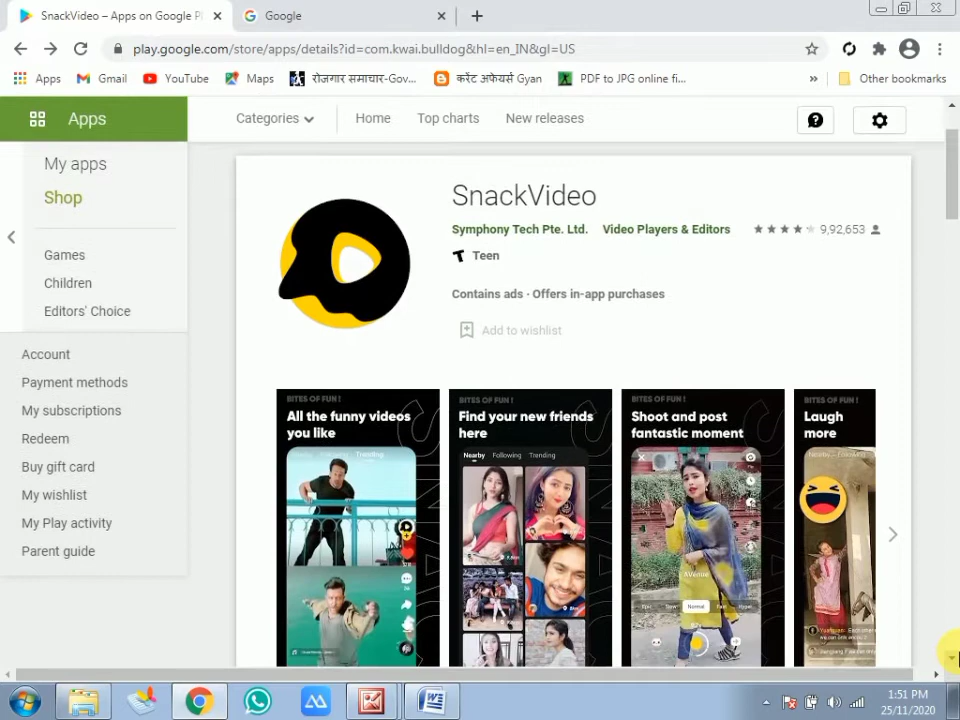 SnackVideo – Apps on Google Pl
Google
play.google.com/store/apps/details?id=com.kwai.bulldog&hl=en_IN&gl=US
Apps
Gmail
YouTube
Maps
रोजगार समाचार-Gov...
करेंट अफेयर्स Gyan
PDF to JPG online fi...
»
Other bookmarks
Apps
Categories
Home
Top charts
New releases
My apps
Shop
Games
Children
Editors' Choice
Account
Payment methods
My subscriptions
Redeem
Buy gift card
My wishlist
My Play activity
Parent guide
SnackVideo
Symphony Tech Pte. Ltd.
Video Players & Editors
9,92,653
Teen
Contains ads · Offers in-app purchases
Add to wishlist
BITES OF FUN !
All the funny videos
you like
Trending
BITES OF FUN !
Find your new friends
here
Nearby Following Trending
BITES OF FUN !
Shoot and post
fantastic moment
Normal
BITES OF FUN !
Laugh
more
1:51 PM
25/11/2020